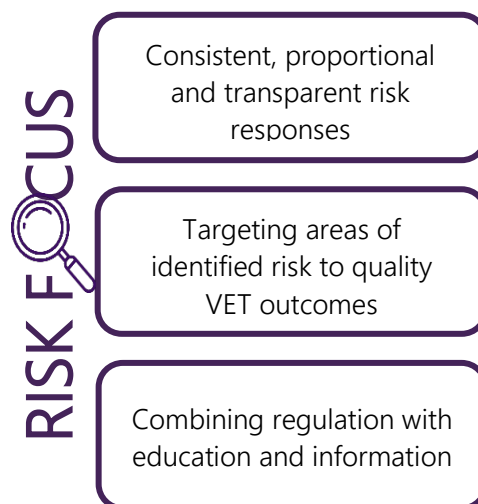 RISK FOCUS
Consistent, proportional
and transparent risk
responses
Targeting areas of
identified risk to quality
VET outcomes
Combining regulation with
education and information